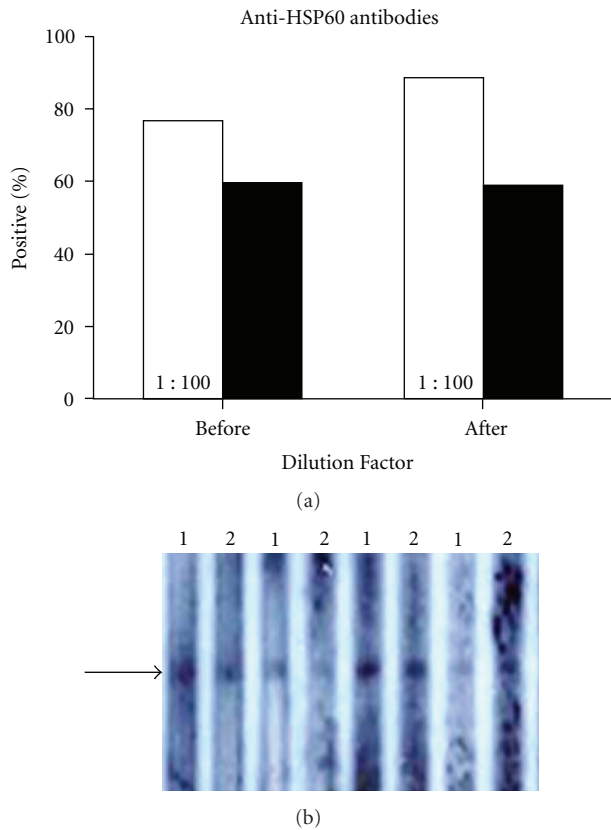 Anti-HSP60 antibodies
100
80
60
40
20
0
Positive (%)
1 : 100
1 : 100
Before
After
Dilution Factor
(a)
1 2 1 2 1 2 1 2
(b)